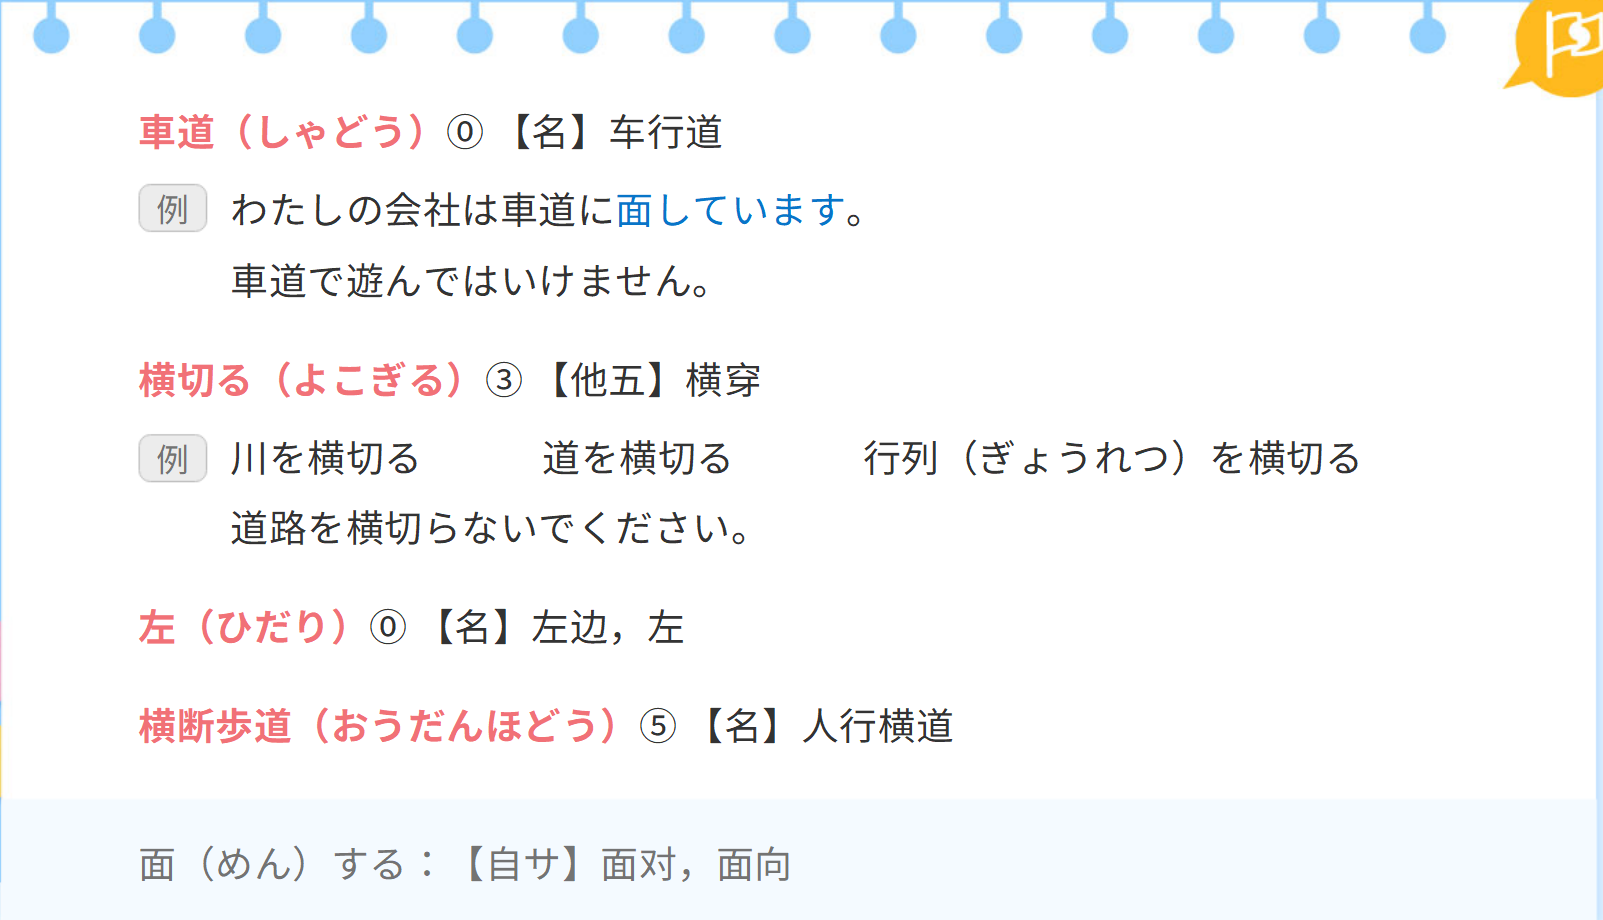 車道（しゃどう）⓪ 【名】车行道
例 わたしの会社は車道に面しています。
車道で遊んではいけません。
横切る（よこぎる）③ 【他五】横穿
例 川を横切る 道を横切る 行列（ぎょうれつ）を横切る
道路を横切らないでください。
左（ひだり）⓪ 【名】左边，左
横断歩道（おうだんほどう）⑤ 【名】人行横道
面（めん）する：【自サ】面对，面向